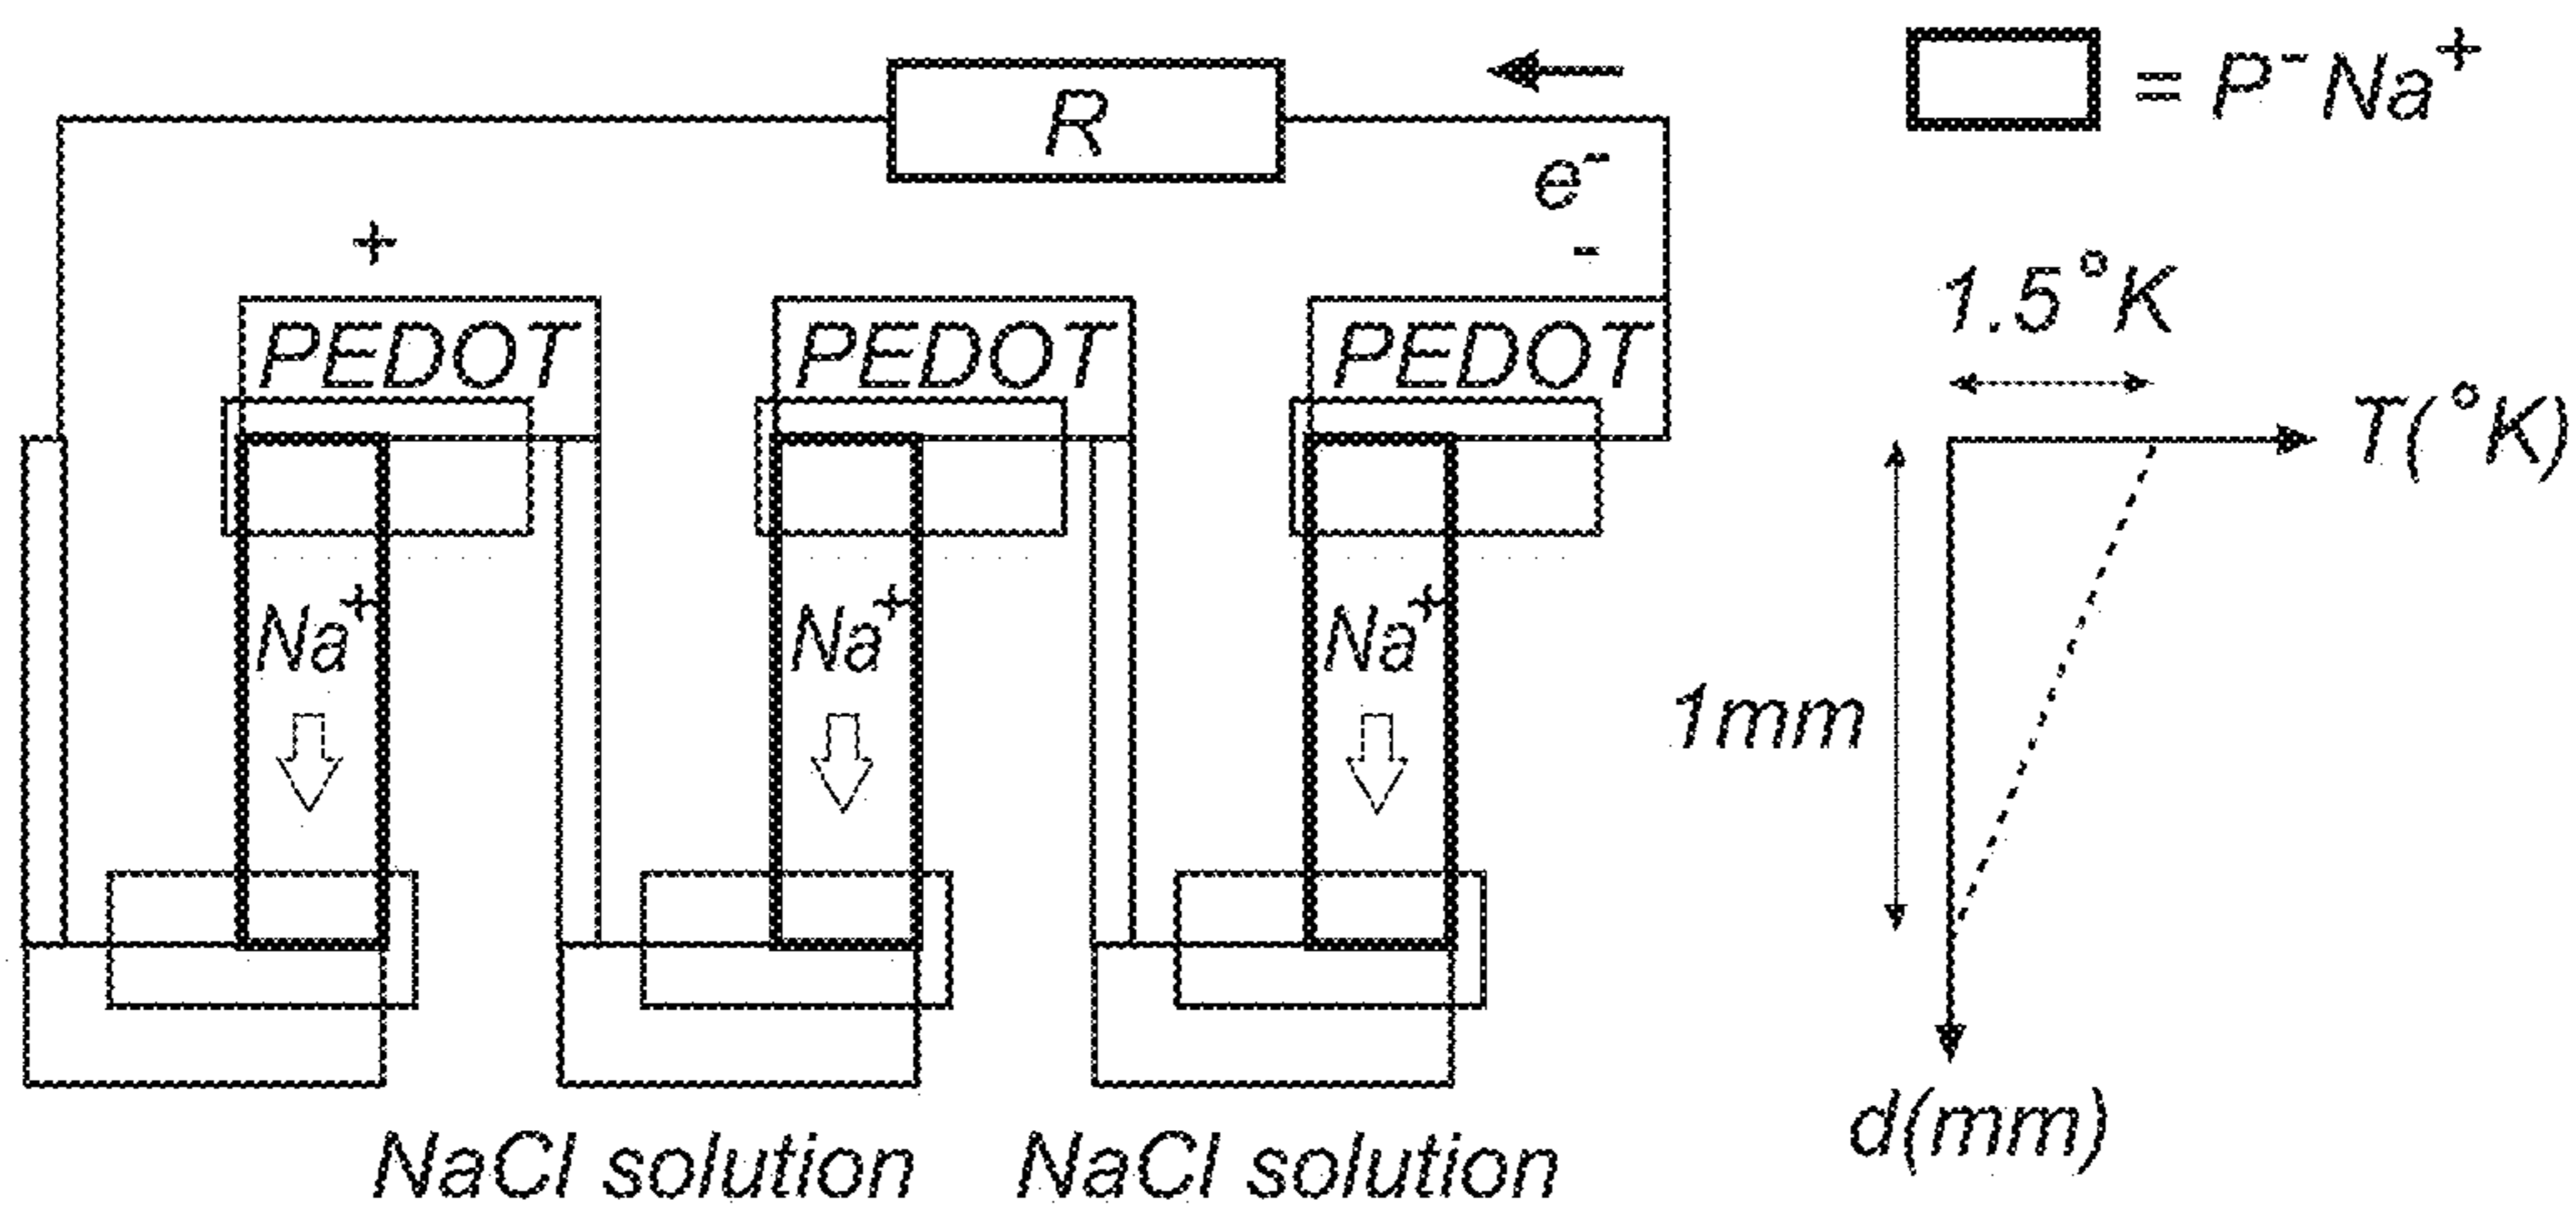 R
= P⁻Na⁺
e⁻
+
-
1.5°K
PEDOT
PEDOT
PEDOT
T(°K)
Na⁺
Na⁺
Na⁺
1mm
d(mm)
NaCl solution
NaCl solution